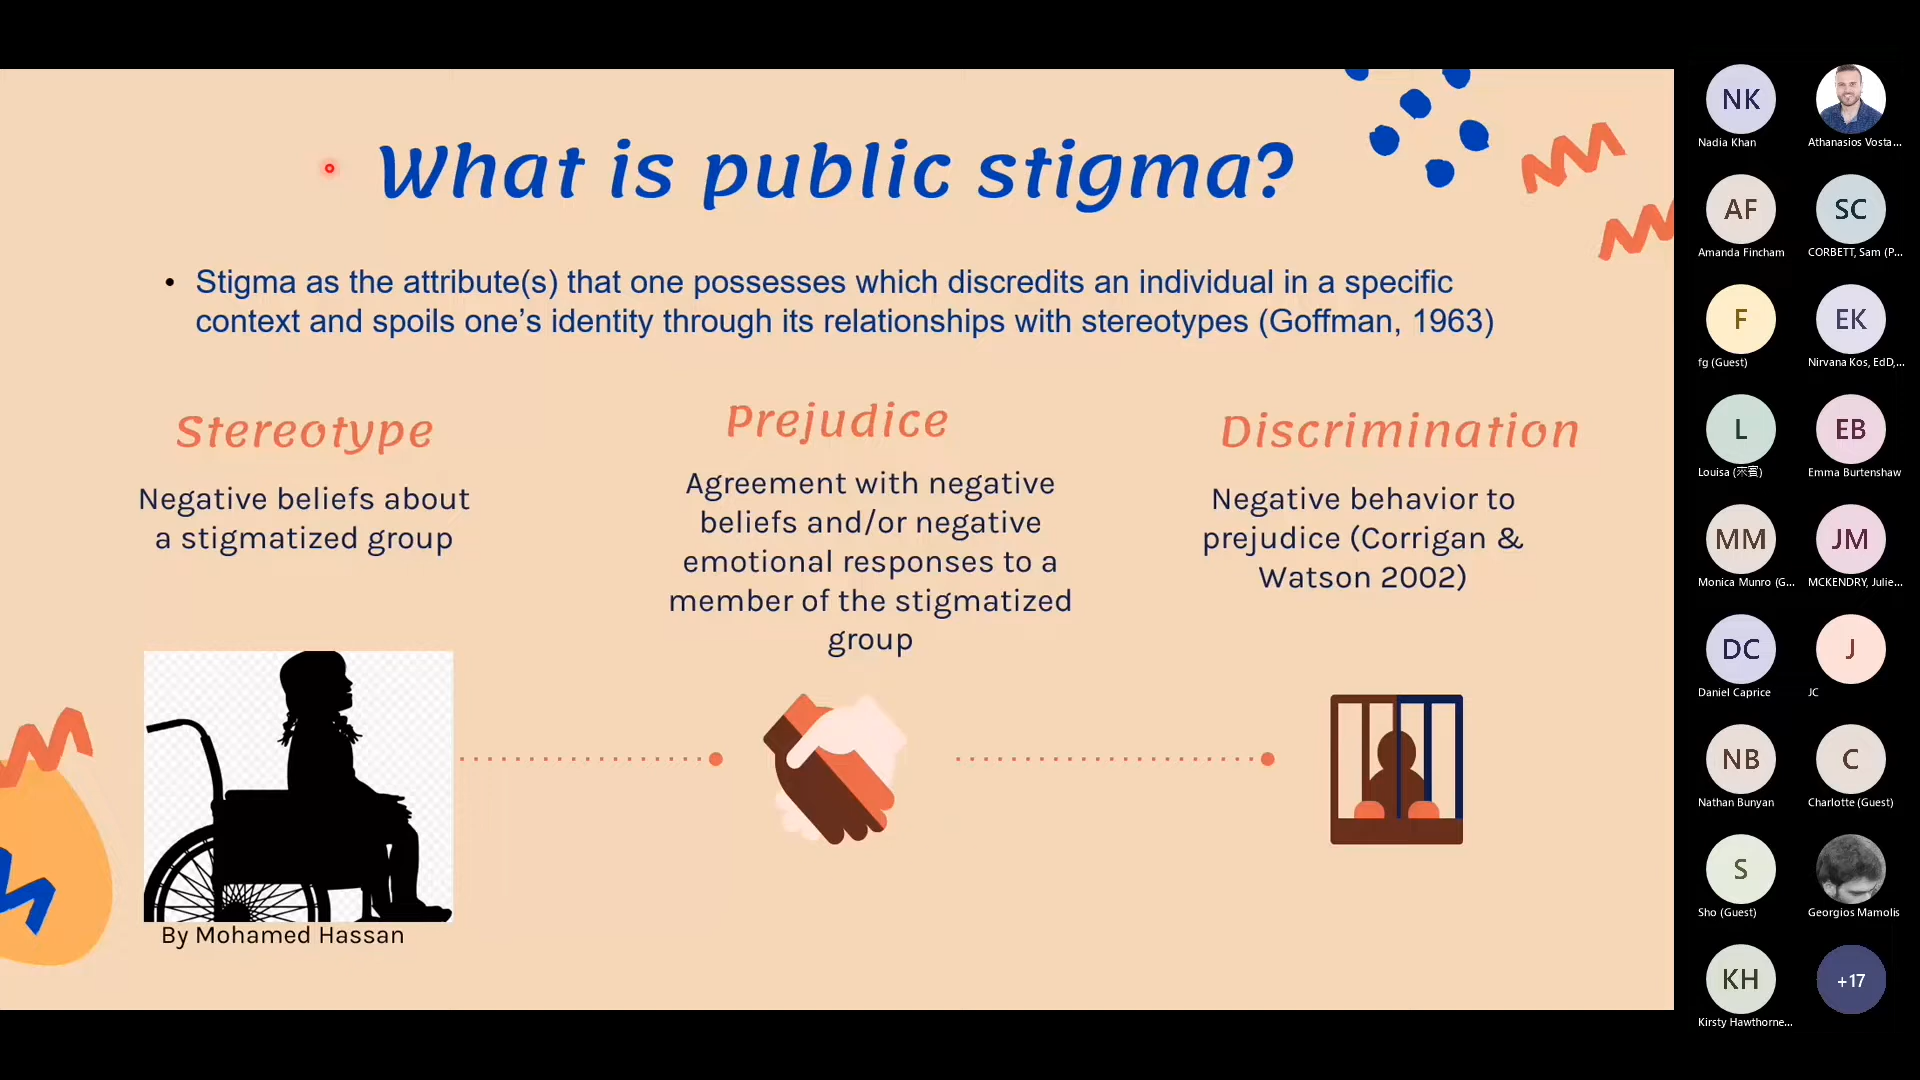 What is public stigma?
• Stigma as the attribute(s) that one possesses which discredits an individual in a specific
context and spoils one’s identity through its relationships with stereotypes (Goffman, 1963)
Stereotype
Negative beliefs about
a stigmatized group
Prejudice
Agreement with negative
beliefs and/or negative
emotional responses to a
member of the stigmatized
group
Discrimination
Negative behavior to
prejudice (Corrigan &
Watson 2002)
By Mohamed Hassan
NK
Nadia Khan
Athanasios Vosta...
AF
Amanda Fincham
SC
CORBETT, Sam (P...
F
fg (Guest)
EK
Nirvana Kos, EdD,...
L
Louisa (來賓)
EB
Emma Burtenshaw
MM
Monica Munro (G...
JM
MCKENDRY, Julie...
DC
Daniel Caprice
J
JC
NB
Nathan Bunyan
C
Charlotte (Guest)
S
Sho (Guest)
Georgios Mamolis
KH
Kirsty Hawthorne...
+17